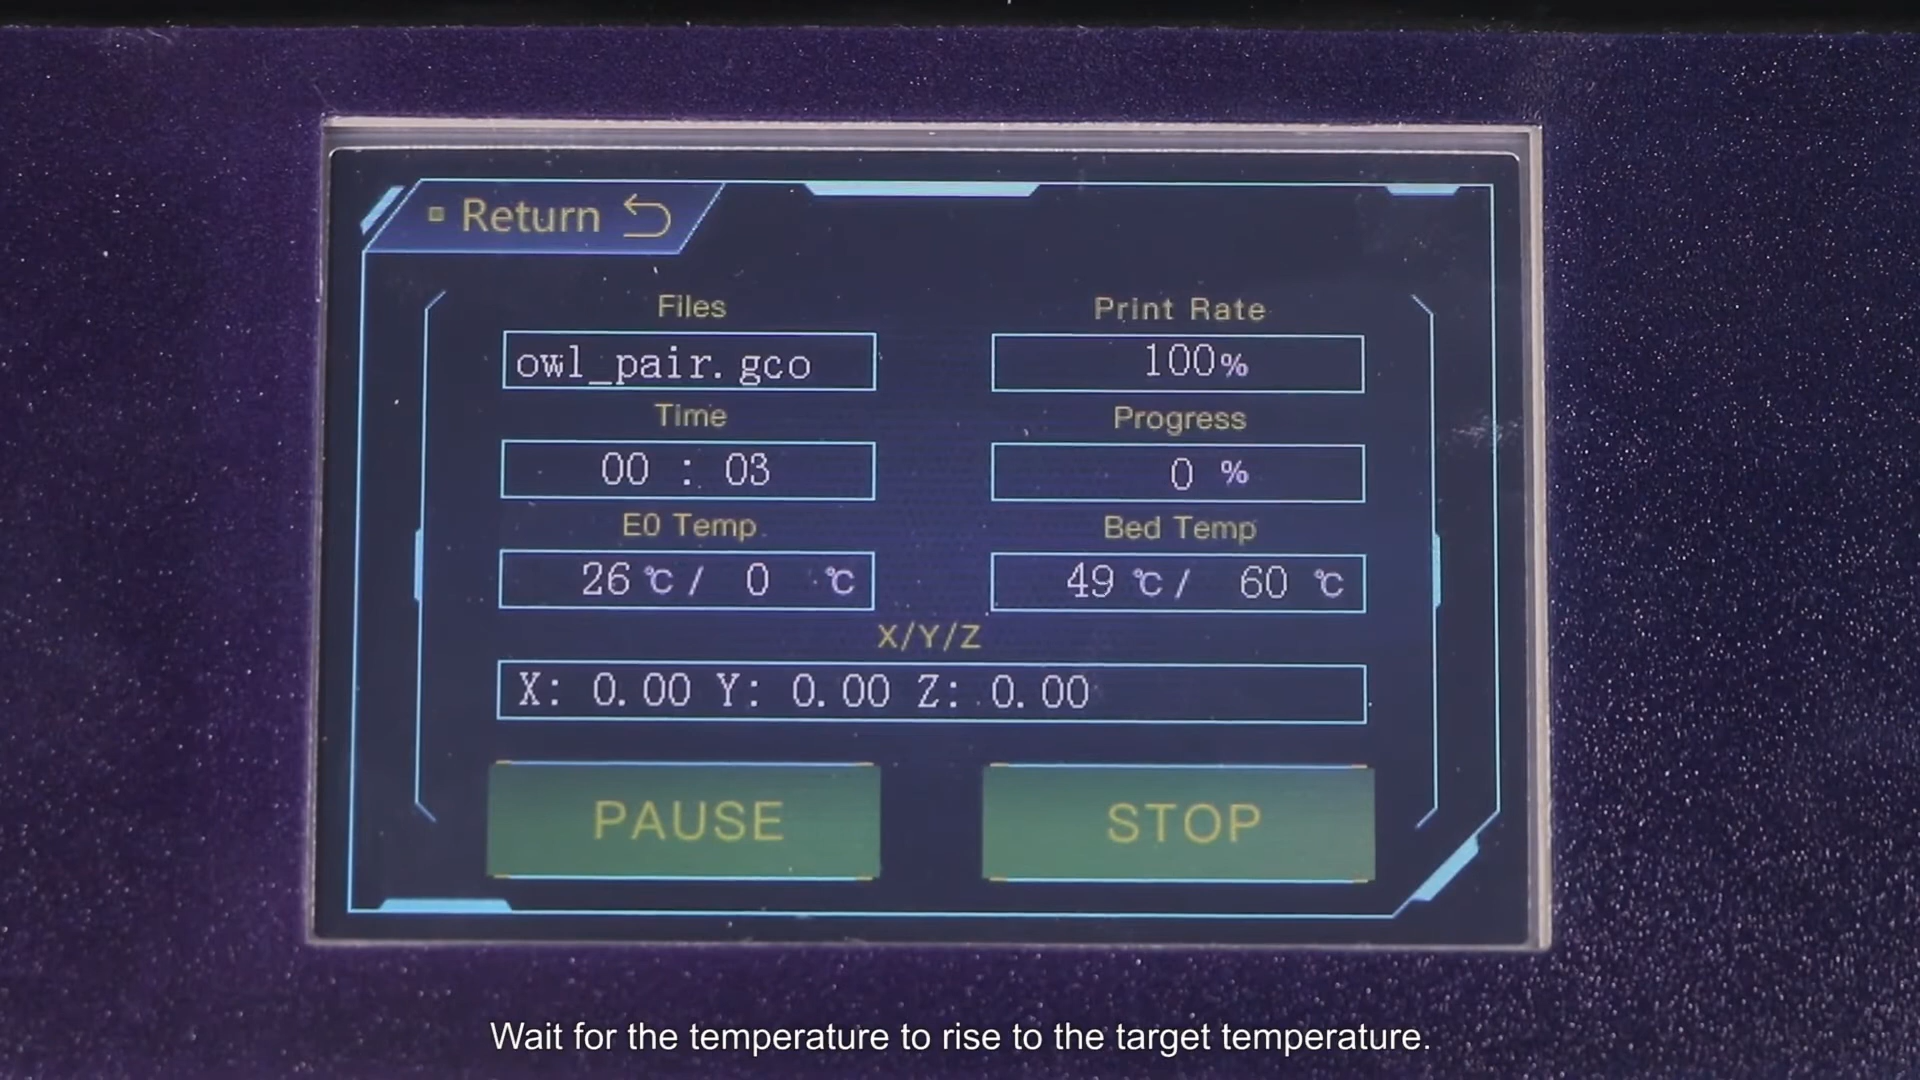 Return
Files Print Rate
owl_pair.gco 100%
Time Progress
00 : 03 0 %
E0 Temp Bed Temp
26 ℃ / 0 ℃ 49 ℃ / 60 ℃
X/Y/Z
X: 0.00 Y: 0.00 Z: 0.00
PAUSE STOP
Wait for the temperature to rise to the target temperature.